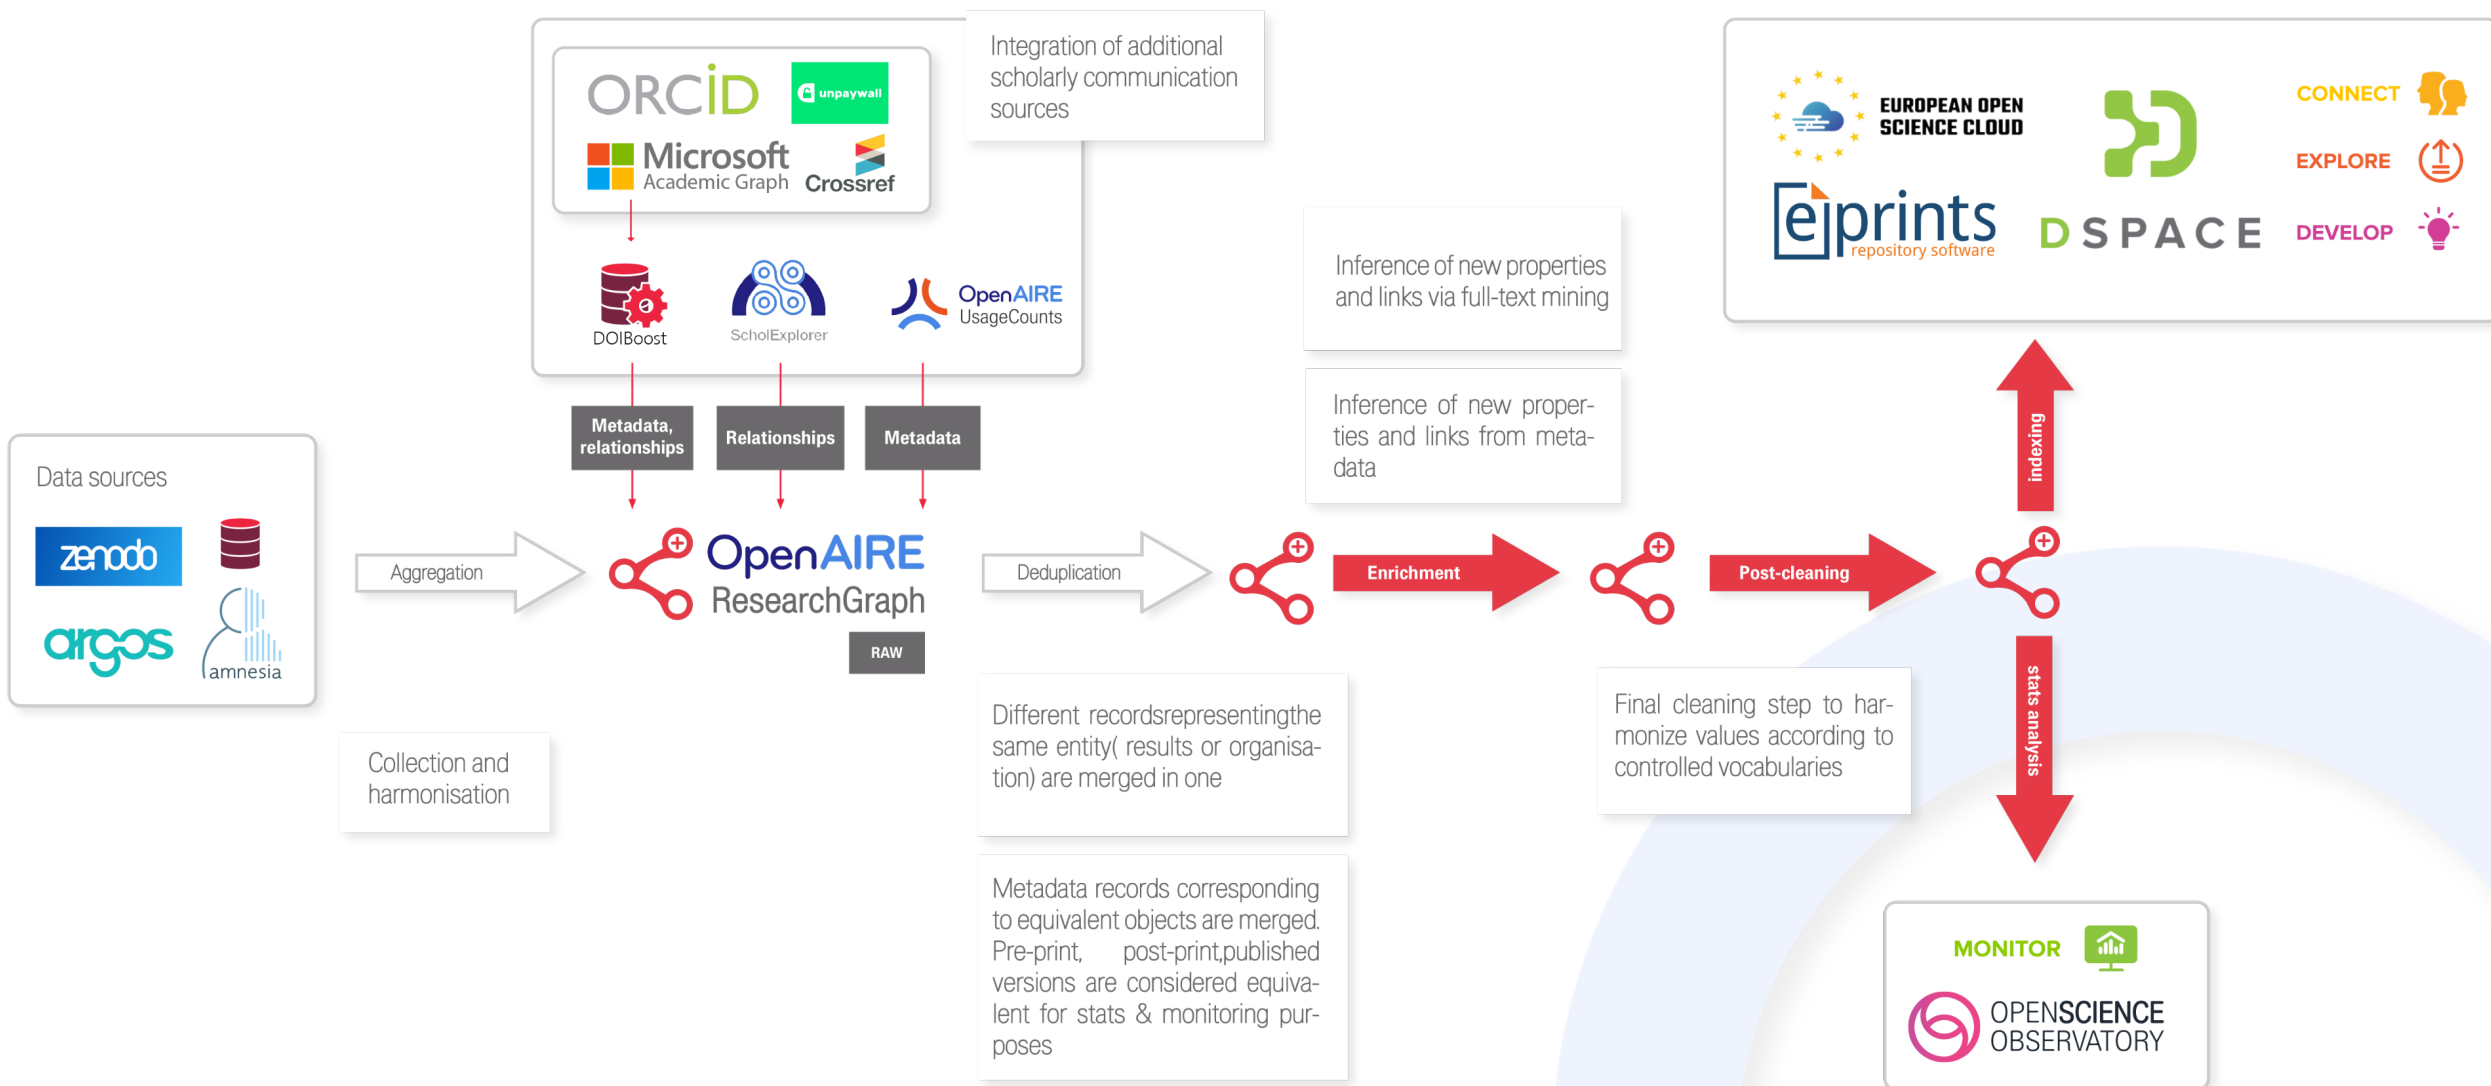 ORCiD
unpaywall
Microsoft
Academic Graph
Crossref
Integration of additional
scholarly communication
sources
DOIBoost
ScholExplorer
OpenAIRE
UsageCounts
Metadata,
relationships
Relationships
Metadata
Data sources
zenodo
argos
amnesia
Aggregation
Collection and
harmonisation
OpenAIRE
ResearchGraph
RAW
Deduplication
Different recordsrepresentingthe
same entity( results or organisa-
tion) are merged in one
Metadata records corresponding
to equivalent objects are merged.
Pre-print, post-print,published
versions are considered equiva-
lent for stats & monitoring pur-
poses
Inference of new properties
and links via full-text mining
Inference of new proper-
ties and links from meta-
data
Enrichment
Post-cleaning
Final cleaning step to har-
monize values according to
controlled vocabularies
indexing
EUROPEAN OPEN
SCIENCE CLOUD
eprints
repository software
DSPACE
CONNECT
EXPLORE
DEVELOP
stats analysis
MONITOR
OPENSCIENCE
OBSERVATORY